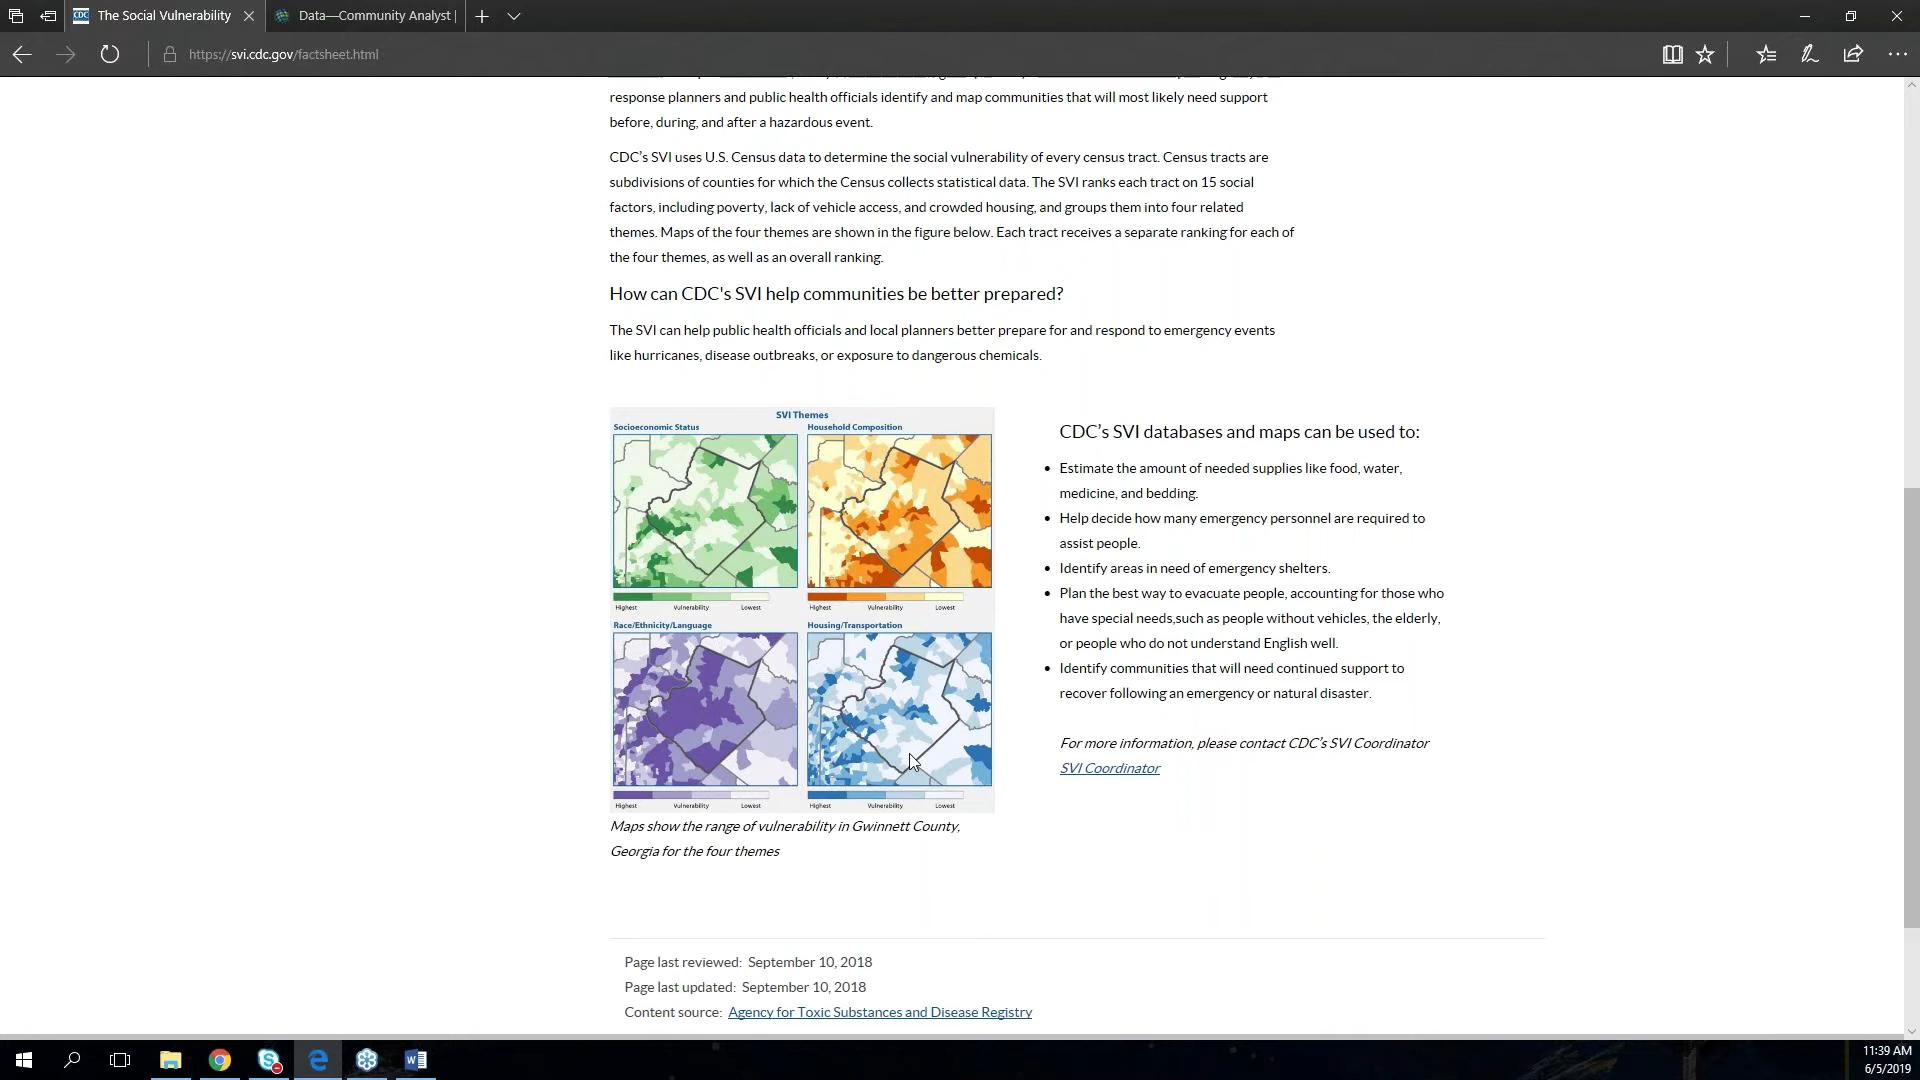 The Social Vulnerability
Data—Community Analyst |
https://svi.cdc.gov/factsheet.html
response planners and public health officials identify and map communities that will most likely need support
before, during, and after a hazardous event.
CDC's SVI uses U.S. Census data to determine the social vulnerability of every census tract. Census tracts are
subdivisions of counties for which the Census collects statistical data. The SVI ranks each tract on 15 social
factors, including poverty, lack of vehicle access, and crowded housing, and groups them into four related
themes. Maps of the four themes are shown in the figure below. Each tract receives a separate ranking for each of
the four themes, as well as an overall ranking.
How can CDC's SVI help communities be better prepared?
The SVI can help public health officials and local planners better prepare for and respond to emergency events
like hurricanes, disease outbreaks, or exposure to dangerous chemicals.
SVI Themes
Socioeconomic Status
Household Composition
Highest Vulnerability Lowest
Highest Vulnerability Lowest
Race/Ethnicity/Language
Housing/Transportation
Highest Vulnerability Lowest
Highest Vulnerability Lowest
Maps show the range of vulnerability in Gwinnett County,
Georgia for the four themes
CDC's SVI databases and maps can be used to:
• Estimate the amount of needed supplies like food, water,
medicine, and bedding.
• Help decide how many emergency personnel are required to
assist people.
• Identify areas in need of emergency shelters.
• Plan the best way to evacuate people, accounting for those who
have special needs,such as people without vehicles, the elderly,
or people who do not understand English well.
• Identify communities that will need continued support to
recover following an emergency or natural disaster.
For more information, please contact CDC's SVI Coordinator
SVI Coordinator
Page last reviewed: September 10, 2018
Page last updated: September 10, 2018
Content source: Agency for Toxic Substances and Disease Registry
11:39 AM
6/5/2019